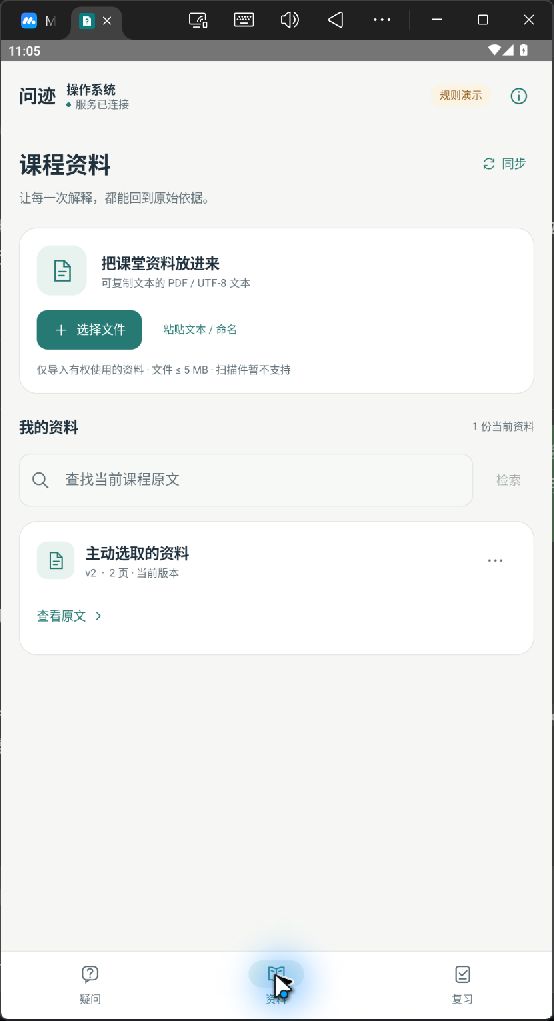 M
11:05
问迹
操作系统
服务已连接
规则演示
课程资料
同步
让每一次解释，都能回到原始依据。
把课堂资料放进来
可复制文本的 PDF / UTF-8 文本
选择文件
粘贴文本 / 命名
仅导入有权使用的资料 · 文件 ≤ 5 MB · 扫描件暂不支持
我的资料
1 份当前资料
查找当前课程原文
检索
主动选取的资料
v2 · 2 页 · 当前版本
查看原文
疑问
资料
复习